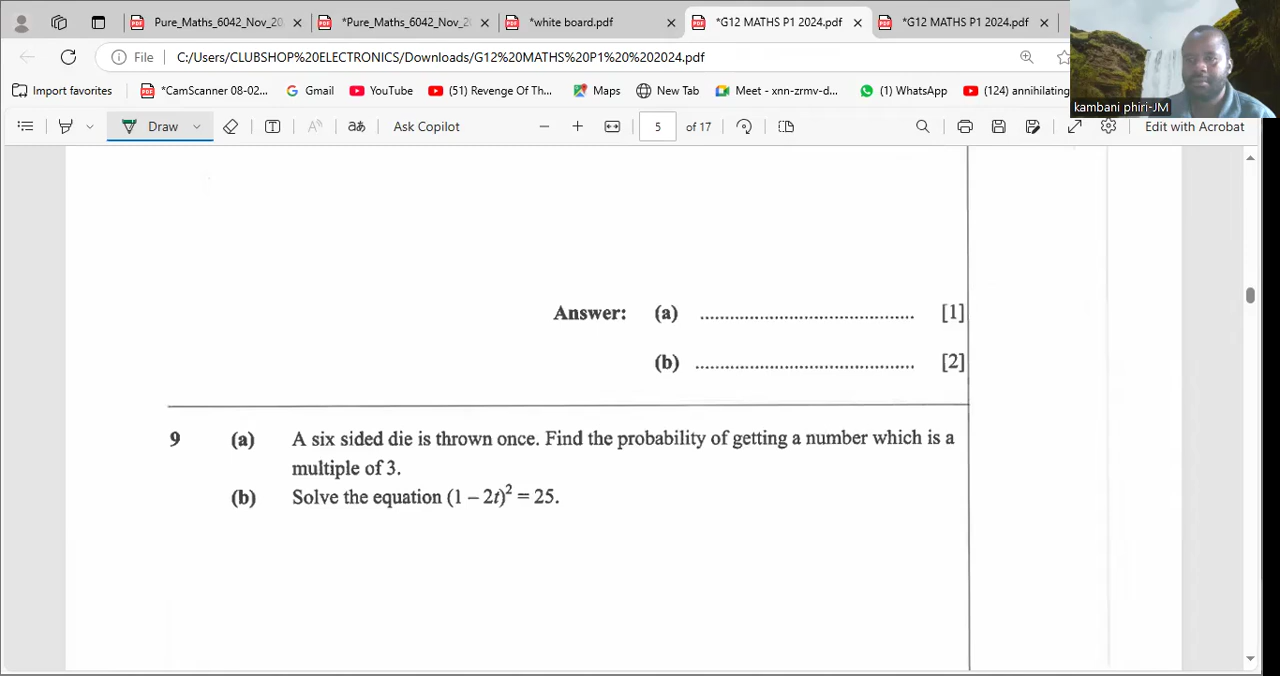 Pure_Maths_6042_Nov_20
*Pure_Maths_6042_Nov_2
*white board.pdf
*G12 MATHS P1 2024.pdf
*G12 MATHS P1 2024.pdf
File
C:/Users/CLUBSHOP%20ELECTRONICS/Downloads/G12%20MATHS%20P1%20%202024.pdf
Import favorites
*CamScanner 08-02...
Gmail
YouTube
(51) Revenge Of Th...
Maps
New Tab
Meet - xnn-zrmv-d...
(1) WhatsApp
(124) annihilating
kambani phiri-JM
Draw
Ask Copilot
5 of 17
Edit with Acrobat
Answer: (a) ........................................ [1]
(b) ........................................ [2]
9 (a) A six sided die is thrown once. Find the probability of getting a number which is a
multiple of 3.
(b) Solve the equation (1 – 2t)² = 25.